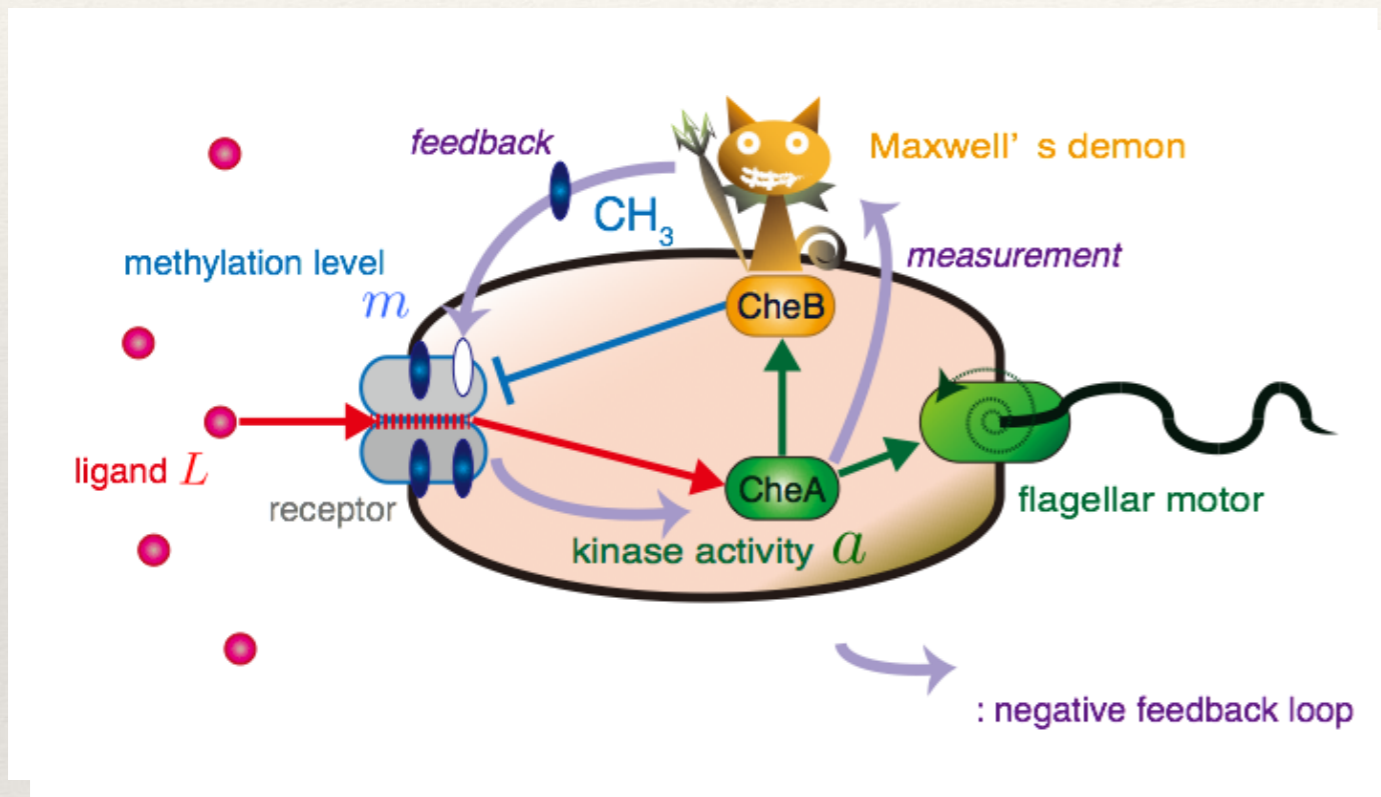 feedback
Maxwell’ s demon
CH3
measurement
methylation level
m
CheB
ligand L
receptor
CheA
flagellar motor
kinase activity a
: negative feedback loop